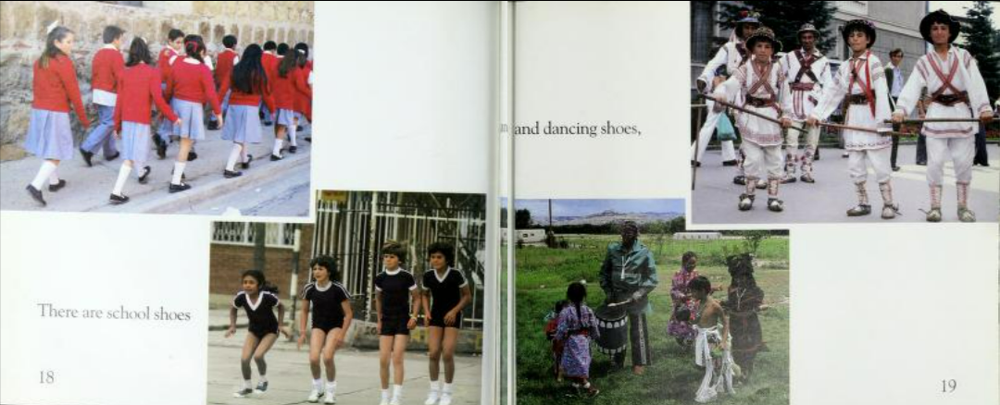 There are school shoes
18
and dancing shoes,
19